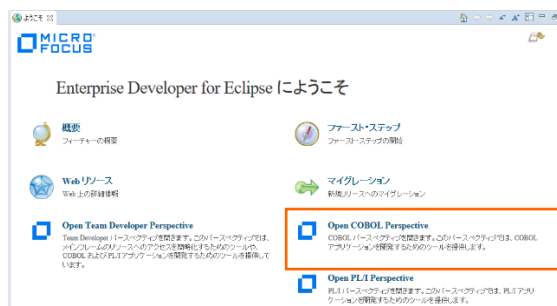 ようこそ
MICRO
FOCUS
Enterprise Developer for Eclipse にようこそ
概要
フィーチャーの概要
ファースト・ステップ
ファースト・ステップの開始
Web リソース
Web 上の詳細情報
マイグレーション
新規リリースへのマイグレーション
Open Team Developer Perspective
Team Developer パースペクティブを開きます。このパースペクティブでは、
メインフレームのリソースへのアクセスを簡略化するためのツールや、
COBOL および PL/I アプリケーションを開発するためのツールを提供して
います。
Open COBOL Perspective
COBOL パースペクティブを開きます。このパースペクティブでは、COBOL
アプリケーションを開発するためのツールを提供します。
Open PL/I Perspective
PL/I パースペクティブを開きます。このパースペクティブでは、PL/I アプリ
ケーションを開発するためのツールを提供します。